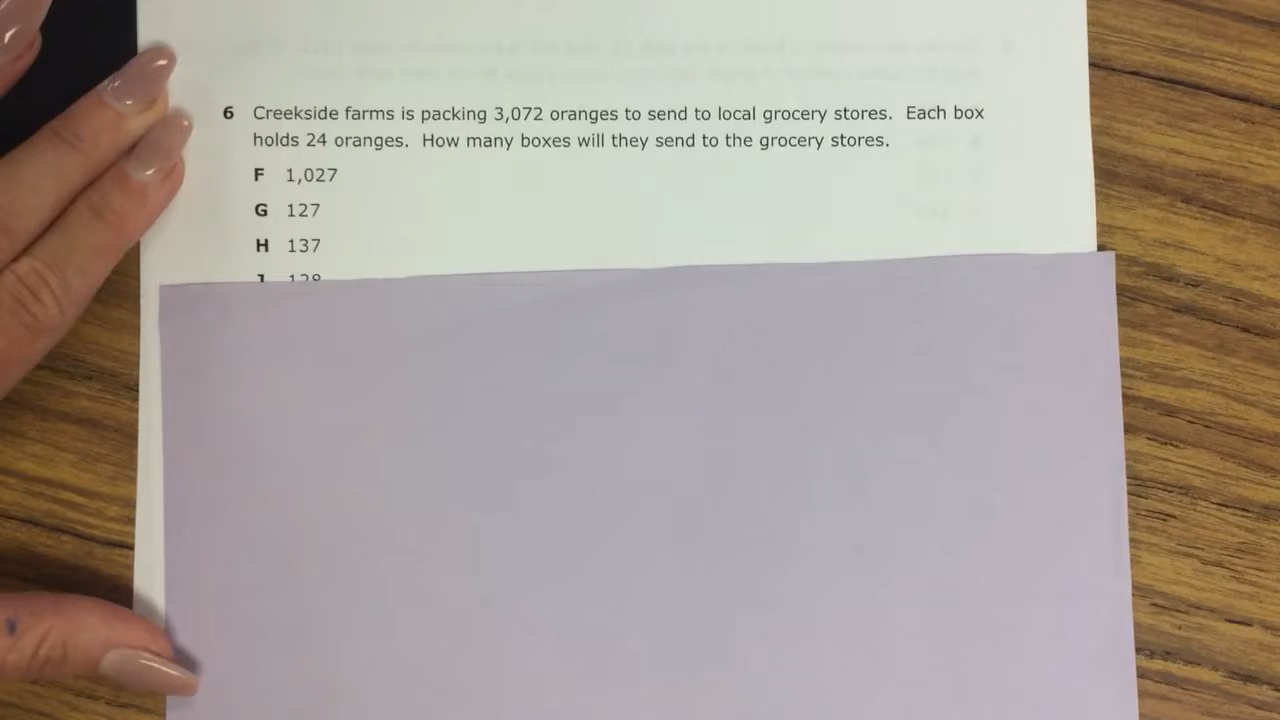 6 Creekside farms is packing 3,072 oranges to send to local grocery stores. Each box
holds 24 oranges. How many boxes will they send to the grocery stores.
F 1,027
G 127
H 137